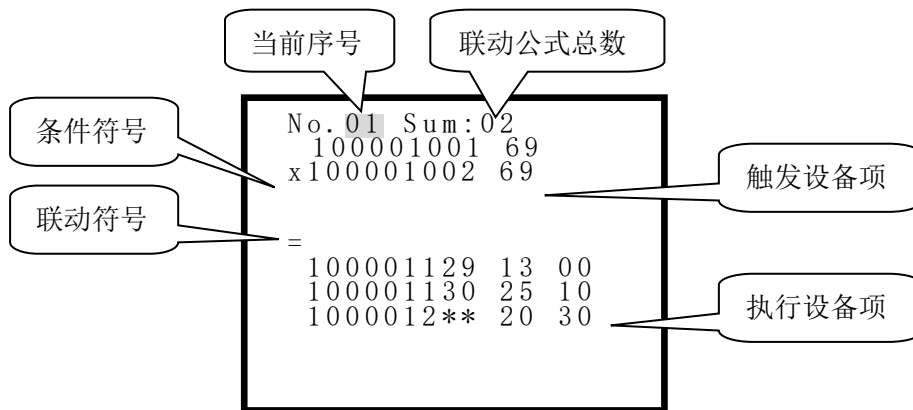 当前序号
联动公式总数
条件符号
联动符号
No.01 Sum:02
100001001 69
x100001002 69
=
100001129 13 00
100001130 25 10
1000012** 20 30
触发设备项
执行设备项